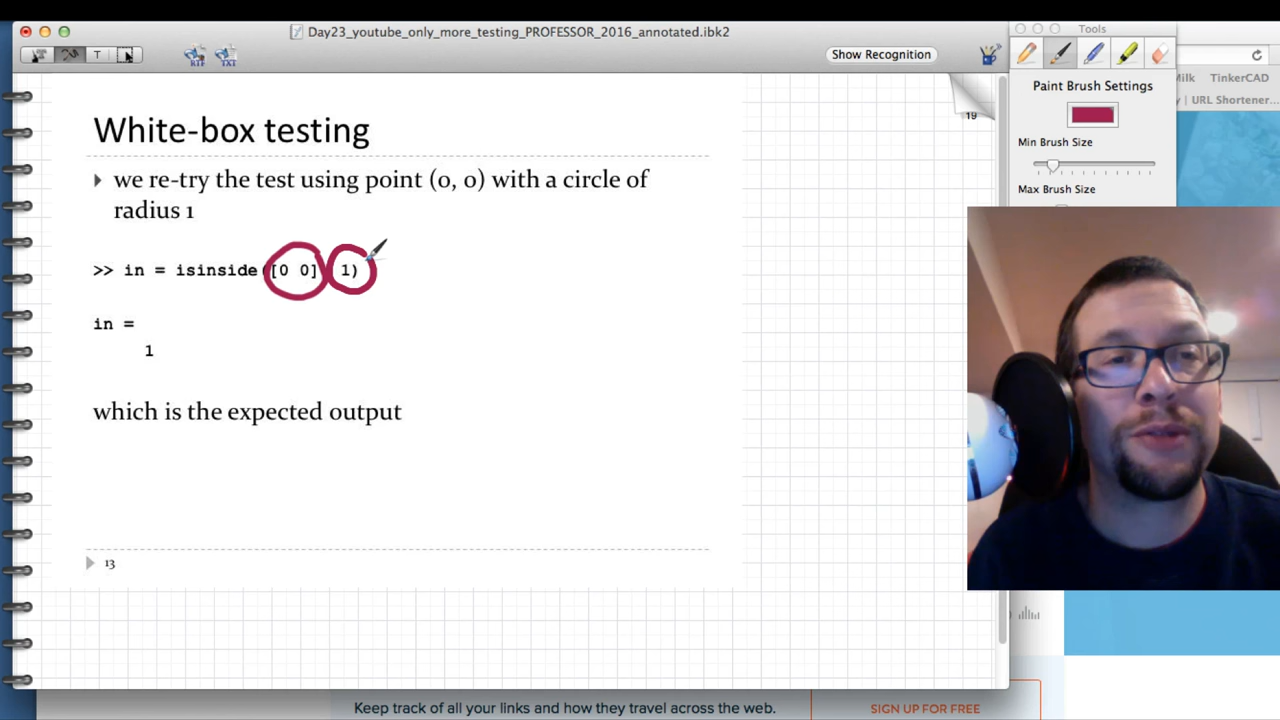 Day23_youtube_only_more_testing_PROFESSOR_2016_annotated.ibk2
Tools
T
RTF
TXT
Show Recognition
Milk
TinkerCAD
Paint Brush Settings
| URL Shortener...
19
Min Brush Size
Max Brush Size
White-box testing
we re-try the test using point (0, 0) with a circle of
radius 1
>> in = isinside([0 0] 1)
in =
1
which is the expected output
13
Keep track of all your links and how they travel across the web.
SIGN UP FOR FREE